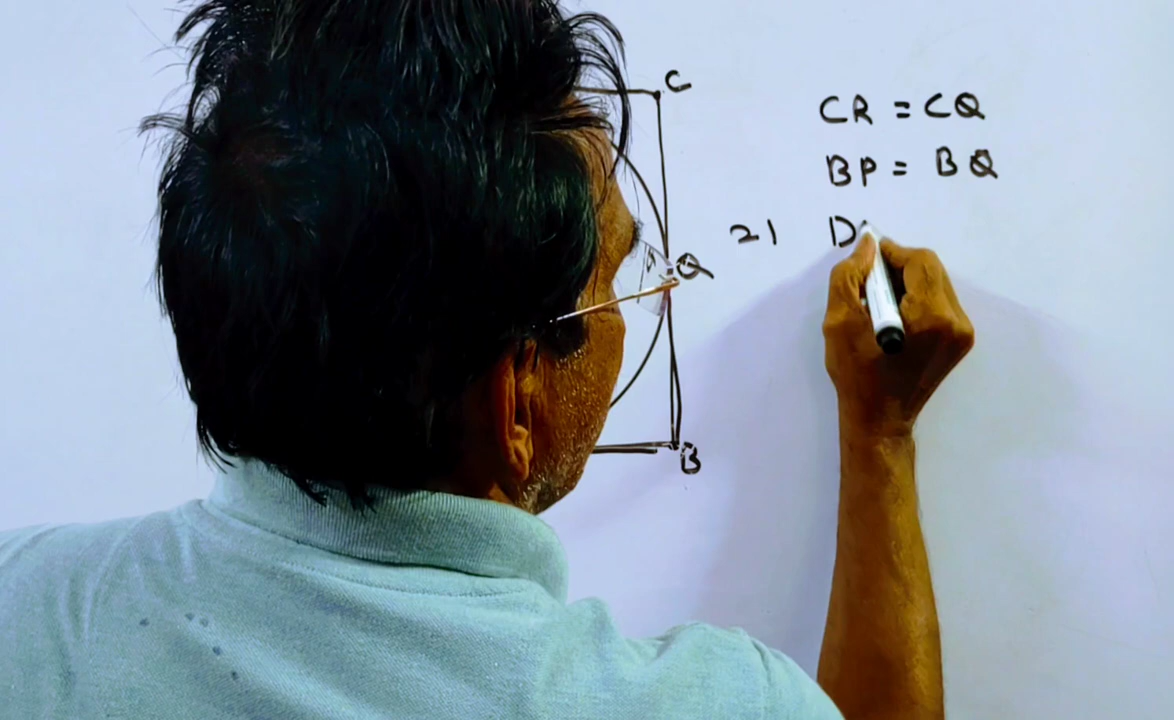 C
CR = CQ
BP = BQ
21 D
Q
B